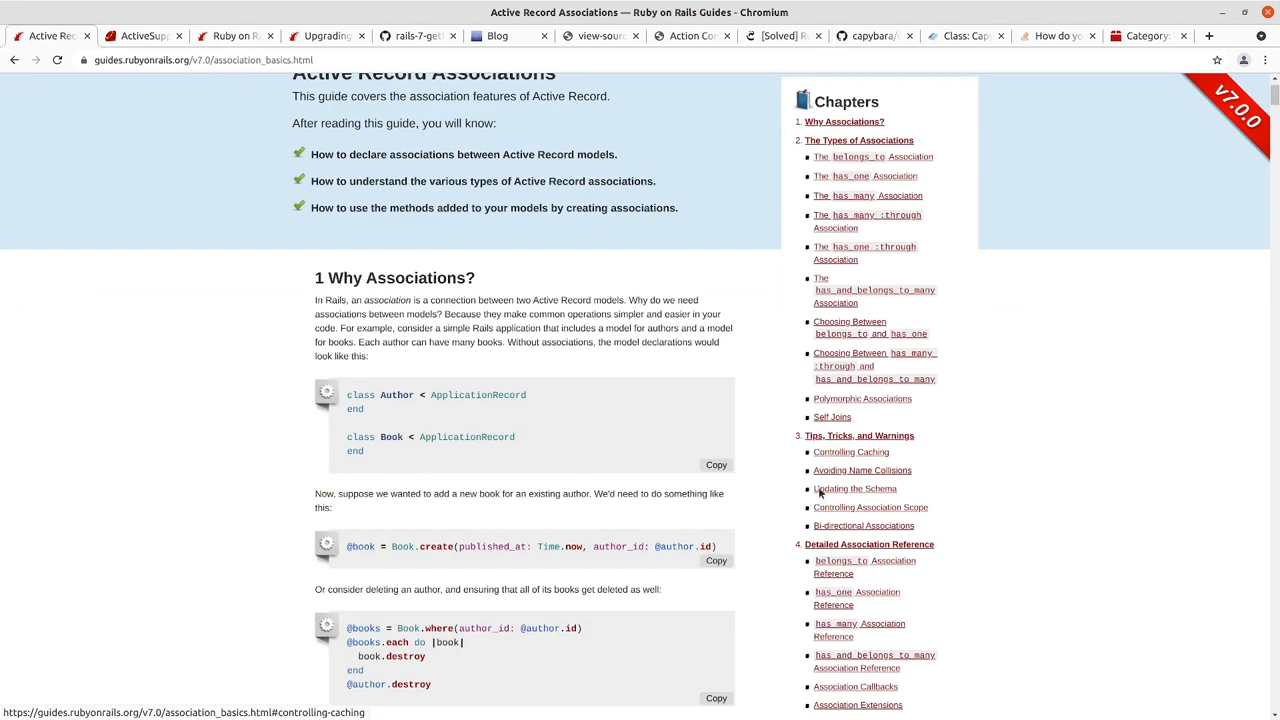 Active Record Associations — Ruby on Rails Guides - Chromium
Active Rec
ActiveSup
Ruby on R
Upgrading
rails-7-get
Blog
view-sour
Action Co
[Solved] R
capybara/c
Class: Cap
How do yo
Category:
guides.rubyonrails.org/v7.0/association_basics.html
Active Record Associations
This guide covers the association features of Active Record.
After reading this guide, you will know:
How to declare associations between Active Record models.
How to understand the various types of Active Record associations.
How to use the methods added to your models by creating associations.
v7.0.0
1 Why Associations?
In Rails, an association is a connection between two Active Record models. Why do we need
associations between models? Because they make common operations simpler and easier in your
code. For example, consider a simple Rails application that includes a model for authors and a model
for books. Each author can have many books. Without associations, the model declarations would
look like this:
class Author < ApplicationRecord
end
class Book < ApplicationRecord
end
Copy
Now, suppose we wanted to add a new book for an existing author. We'd need to do something like
this:
@book = Book.create(published_at: Time.now, author_id: @author.id)
Copy
Or consider deleting an author, and ensuring that all of its books get deleted as well:
@books = Book.where(author_id: @author.id)
@books.each do |book|
book.destroy
end
@author.destroy
Copy
Chapters
1. Why Associations?
2. The Types of Associations
The belongs_to Association
The has_one Association
The has_many Association
The has_many :through
Association
The has_one :through
Association
The
has_and_belongs_to_many
Association
Choosing Between
belongs_to and has_one
Choosing Between has_many
:through and
has_and_belongs_to_many
Polymorphic Associations
Self Joins
3. Tips, Tricks, and Warnings
Controlling Caching
Avoiding Name Collisions
Updating the Schema
Controlling Association Scope
Bi-directional Associations
4. Detailed Association Reference
belongs_to Association
Reference
has_one Association
Reference
has_many Association
Reference
has_and_belongs_to_many
Association Reference
Association Callbacks
Association Extensions
https://guides.rubyonrails.org/v7.0/association_basics.html#controlling-caching